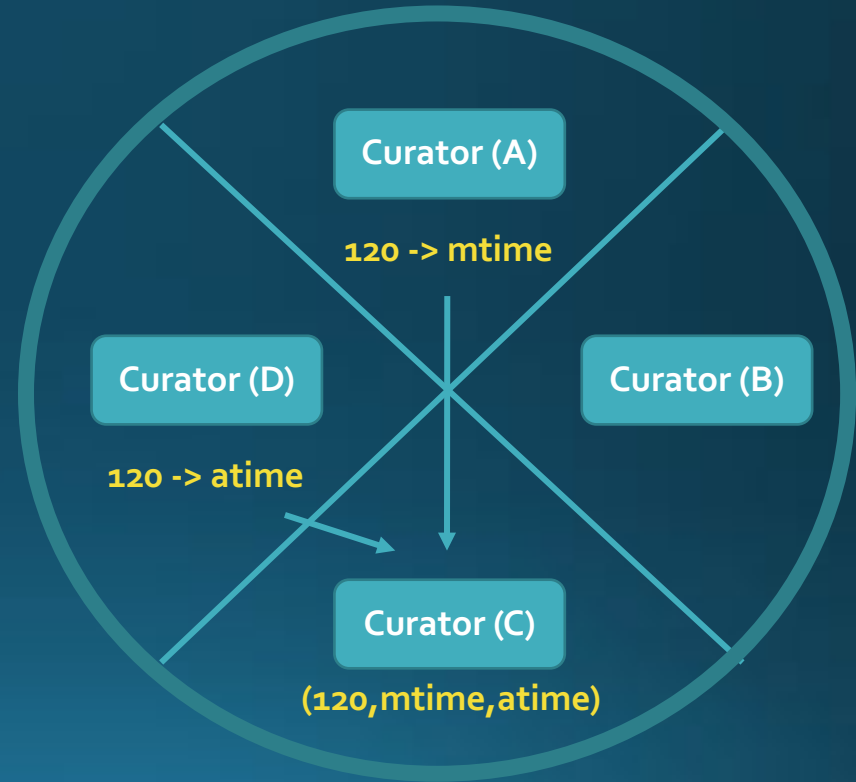 Curator (A)
120 -> mtime
Curator (D)
Curator (B)
120 -> atime
Curator (C)
(120,mtime,atime)